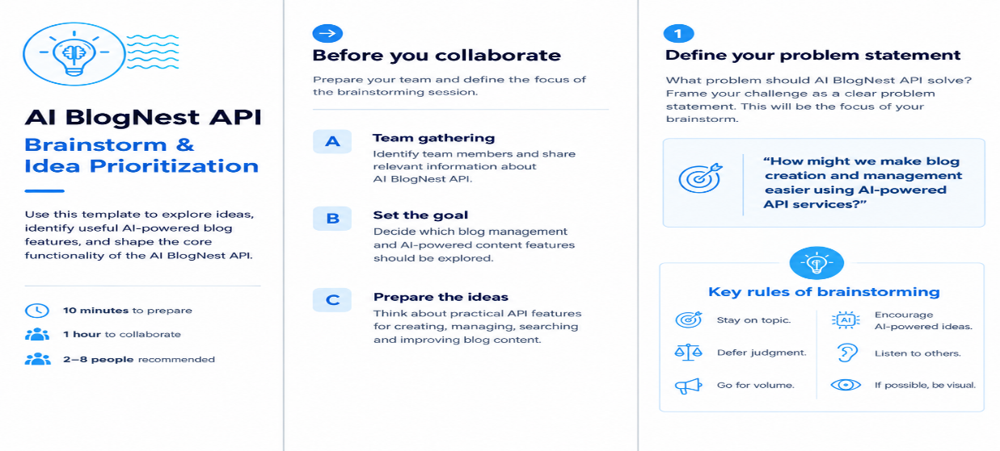 AI BlogNest API
Brainstorm &
Idea Prioritization
Use this template to explore ideas,
identify useful AI-powered blog
features, and shape the core
functionality of the AI BlogNest API.
10 minutes to prepare
1 hour to collaborate
2–8 people recommended
Before you collaborate
Prepare your team and define the focus of
the brainstorming session.
A
Team gathering
Identify team members and share
relevant information about
AI BlogNest API.
B
Set the goal
Decide which blog management
and AI-powered content features
should be explored.
C
Prepare the ideas
Think about practical API features
for creating, managing, searching
and improving blog content.
1
Define your problem statement
What problem should AI BlogNest API solve?
Frame your challenge as a clear problem
statement. This will be the focus of your
brainstorm.
“How might we make blog
creation and management
easier using AI-powered
API services?”
Key rules of brainstorming
Stay on topic.
Defer judgment.
Go for volume.
AI
Encourage
AI-powered ideas.
Listen to others.
If possible, be visual.